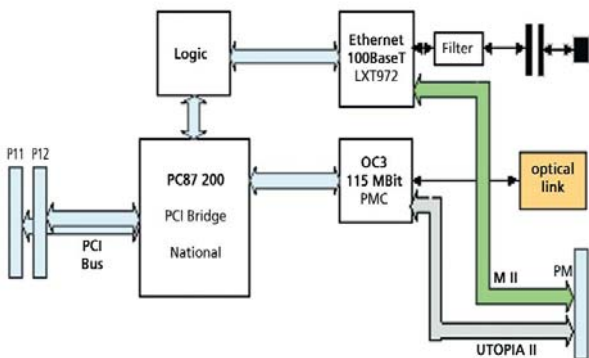 Logic
Ethernet
100BaseT
LXT972
Filter
P11
P12
PC87 200
PCI Bridge
National
OC3
115 MBit
PMC
optical
link
PCI
Bus
M II
PM
UTOPIA II